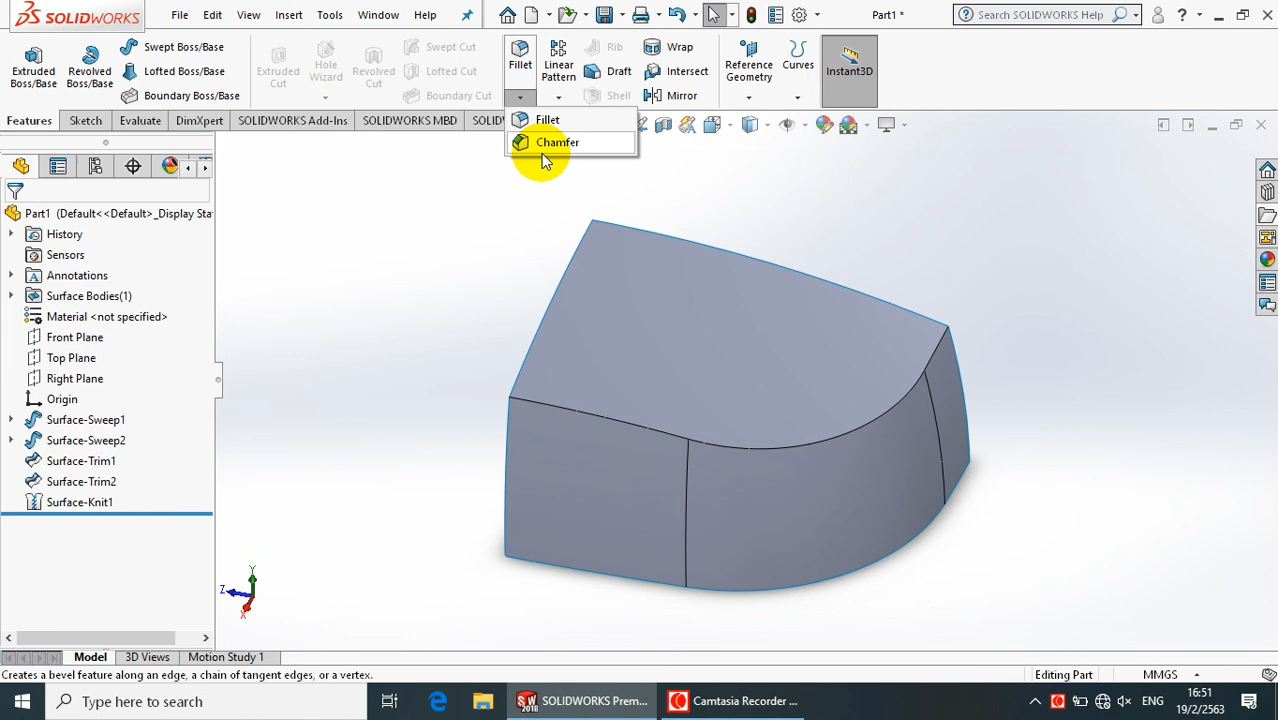 SOLIDWORKS
File
Edit
View
Insert
Tools
Simulation
Window
Help
Part1 *
Search SOLIDWORKS Help
?
Extruded
Boss/Base
Revolved
Boss/Base
Swept Boss/Base
Lofted Boss/Base
Boundary Boss/Base
Extruded
Cut
Hole
Wizard
Revolved
Cut
Swept Cut
Lofted Cut
Boundary Cut
Fillet
Linear
Pattern
Rib
Draft
Shell
Wrap
Intersect
Mirror
Reference
Geometry
Curves
Instant3D
Features
Sketch
Evaluate
DimXpert
SOLIDWORKS Add-Ins
SOLIDWORKS MBD
SOLID
Fillet
Chamfer
Part1 (Default<<Default>_Display Sta
History
Sensors
Annotations
Surface Bodies(1)
Material <not specified>
Front Plane
Top Plane
Right Plane
Origin
Surface-Sweep1
Surface-Sweep2
Surface-Trim1
Surface-Trim2
Surface-Knit1
Y
Z
X
Model
3D Views
Motion Study 1
Creates a bevel feature along an edge, a chain of tangent edges, or a vertex.
Editing Part
MMGS
Type here to search
SW
2018
SOLIDWORKS Prem...
Camtasia Recorder ...
ENG
16:51
19/2/2563